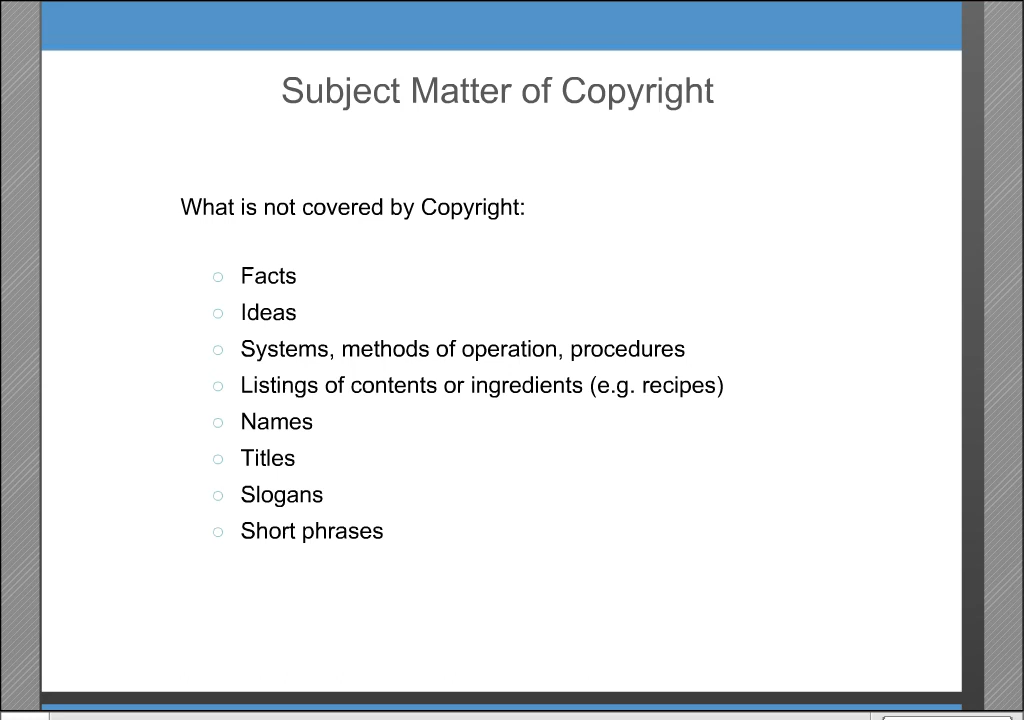 Subject Matter of Copyright
What is not covered by Copyright:
Facts
Ideas
Systems, methods of operation, procedures
Listings of contents or ingredients (e.g. recipes)
Names
Titles
Slogans
Short phrases